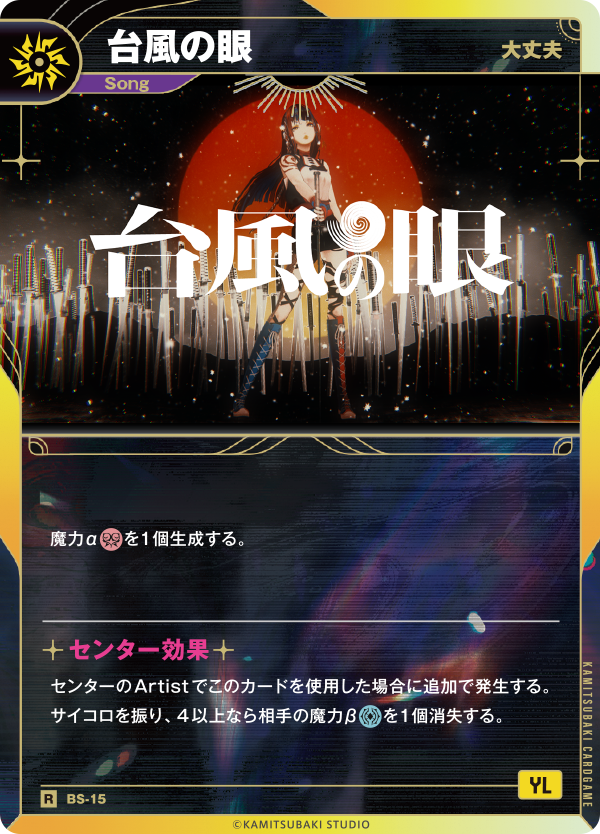 台風の眼
大丈夫
Song
台風の眼
魔力αを1個生成する。
センター効果
センターのArtistでこのカードを使用した場合に追加で発生する。
サイコロを振り、4以上なら相手の魔力βを1個消失する。
KAMITSUBAKI CARDGAME
YL
R BS-15
©KAMITSUBAKI STUDIO